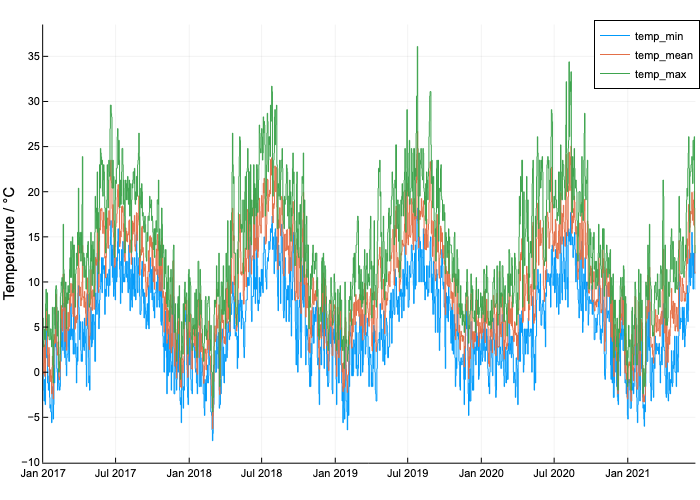 temp_min
temp_mean
temp_max
Temperature / °C
35
30
25
20
15
10
5
0
−5
−10
Jan 2017
Jul 2017
Jan 2018
Jul 2018
Jan 2019
Jul 2019
Jan 2020
Jul 2020
Jan 2021